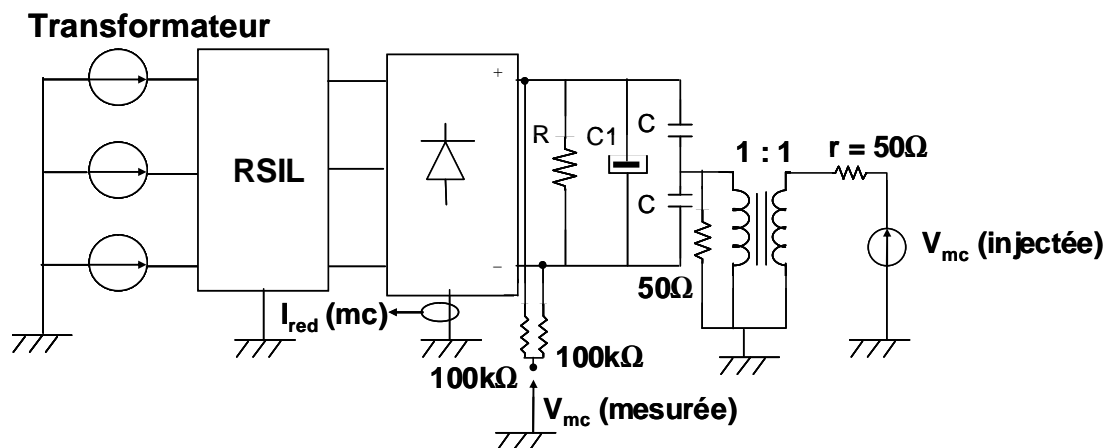 Transformateur
RSIL
+
−
R
C1
C
C
1 : 1
r = 50Ω
50Ω
V_mc (injectée)
I_red (mc)
100kΩ
100kΩ
V_mc (mesurée)